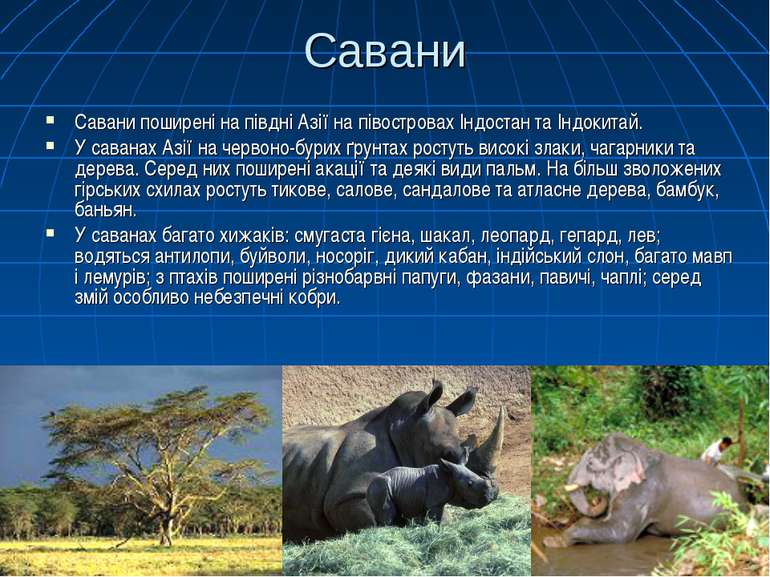 Савани
Савани поширені на півдні Азії на півостровах Індостан та Індокитай.
У саванах Азії на червоно-бурих ґрунтах ростуть високі злаки, чагарники та
дерева. Серед них поширені акації та деякі види пальм. На більш зволожених
гірських схилах ростуть тикове, салове, сандалове та атласне дерева, бамбук,
баньян.
У саванах багато хижаків: смугаста гієна, шакал, леопард, гепард, лев;
водяться антилопи, буйволи, носоріг, дикий кабан, індійський слон, багато мавп
і лемурів; з птахів поширені різнобарвні папуги, фазани, павичі, чаплі; серед
змій особливо небезпечні кобри.